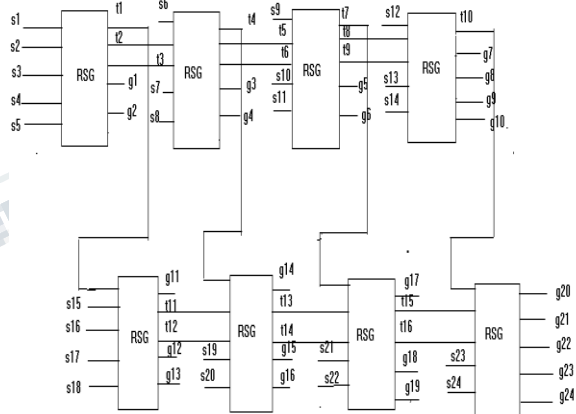 t1 s6 s9 t7 s12 t10
s1 t4 t5 t8 g7
s2 t2 t6 t9
s3 RSG t3 RSG RSG RSG g8
g1 s7 g3 s10 g5 s13 g9
s4 g2 s8 g4 s11 g6 s14 g10
s5
g11 g14 g17 g20
s15 t11 t13 t15 g21
s16 RSG t12 RSG t14 RSG t16 RSG g22
s17 g12 s19 g15 s21 g18 s23 g23
s18 g13 s20 g16 s22 g19 s24 g24